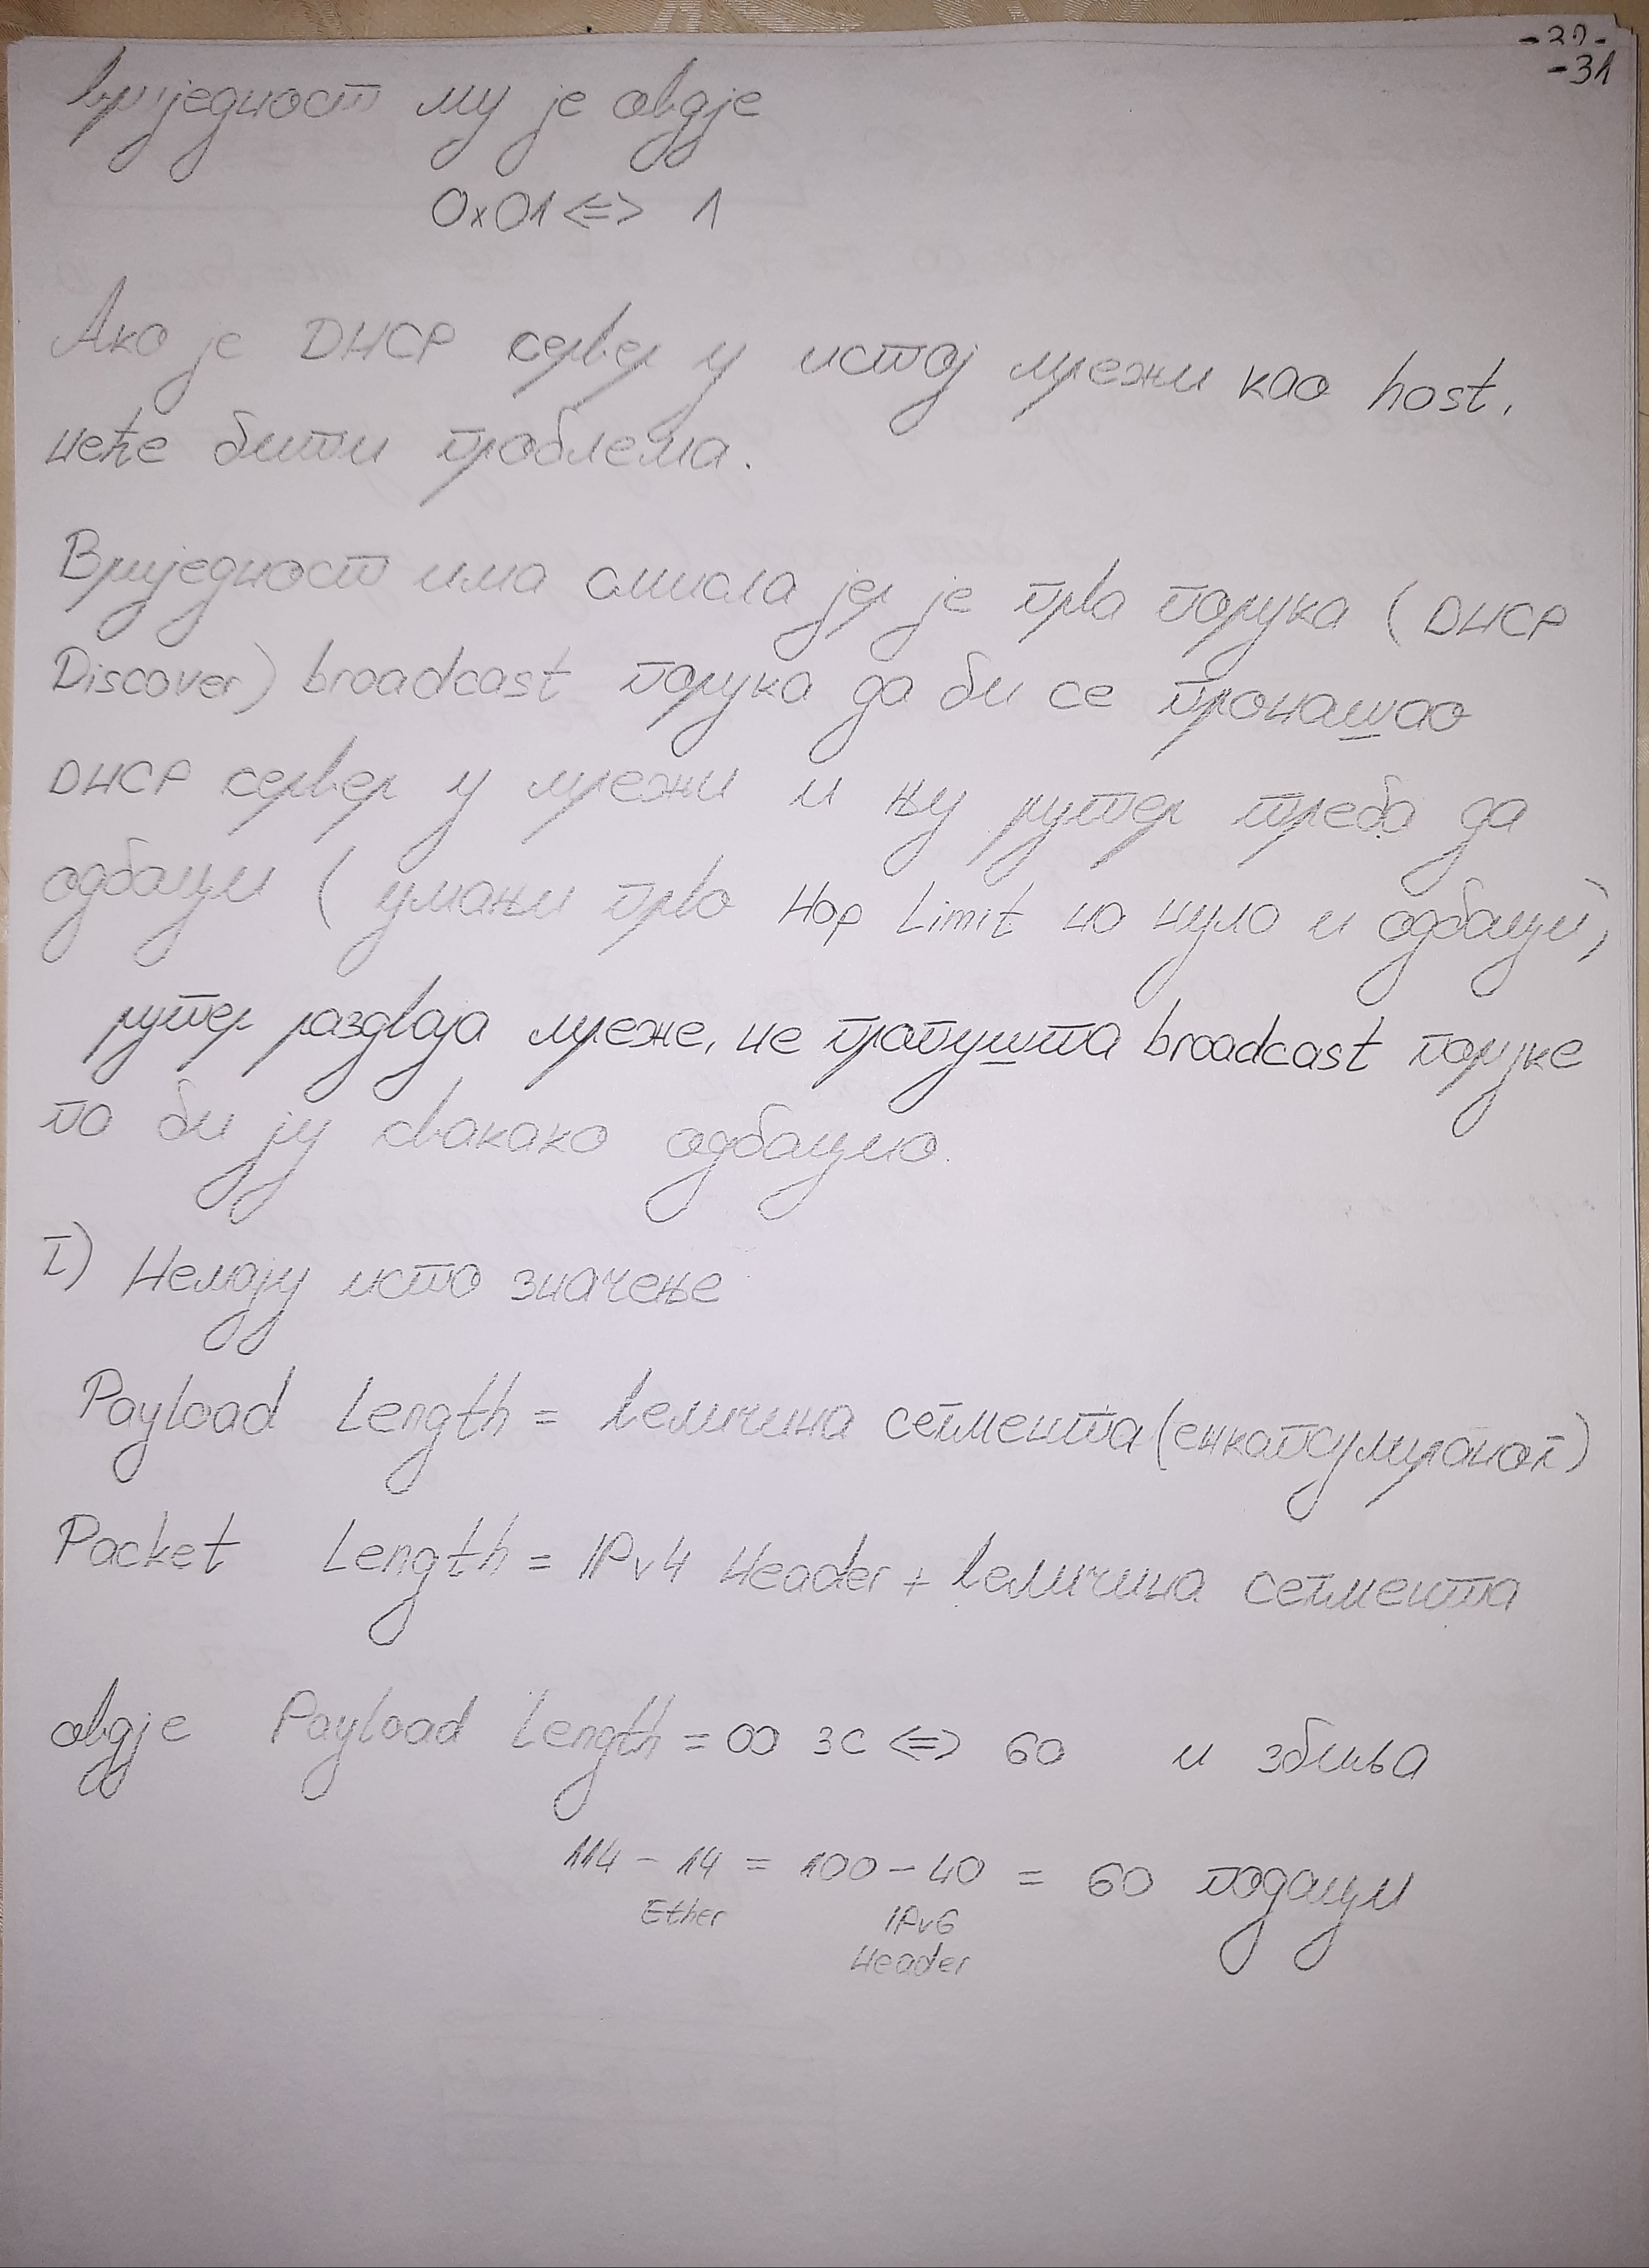 -31
вриједност му је овдје
0x01 <=> 1
Ако је DHCP сервер у истој мрежи као host,
неће бити проблема.
Вриједност има смисла јер је прва порука (DHCP
Discover) broadcast порука да би се пронашао
DHCP сервер у мрежи и њу рутер треба да
одбаци (умањи прво Hop Limit на нула и одбаци),
рутер раздваја мреже, не пропушта broadcast поруке
па би ју свакако одбацио.
I) Немају исто значење
Payload Length = величина сегмента (енкапсулираног)
Packet Length = IPv4 Header + величина сегмента
овдје Payload Length = 00 3C <=> 60 и збиља
114 - 14 = 100 - 40 = 60 подаци
Ether IPv6
Header